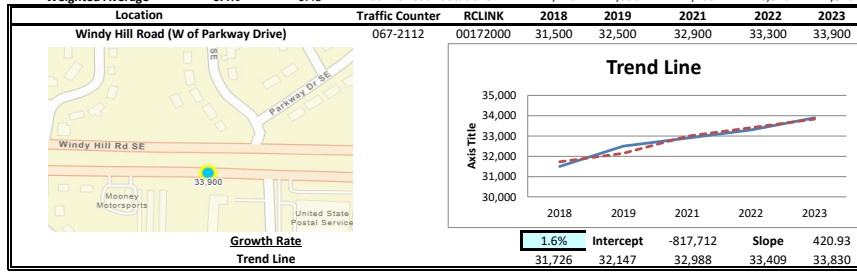 Location Traffic Counter RCLINK 2018 2019 2021 2022 2023
Windy Hill Road (W of Parkway Drive) 067-2112 00172000 31,500 32,500 32,900 33,300 33,900
Parkway Dr SE
Windy Hill Rd SE
33,900
Mooney
Motorsports
United State
Postal Service
Trend Line
Axis Title
35,000
34,000
33,000
32,000
31,000
30,000
2018 2019 2021 2022 2023
Growth Rate 1.6% Intercept -817,712 Slope 420.93
Trend Line 31,726 32,147 32,988 33,409 33,830